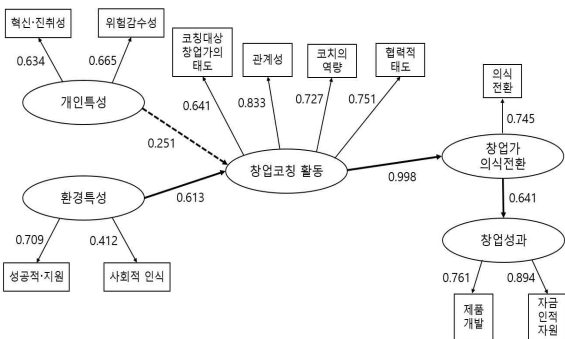 혁신·진취성
위험감수성
0.634
0.665
개인특성
코칭대상
창업가의
태도
관계성
코치의
역량
협력적
태도
0.641
0.833
0.727
0.751
0.251
창업코칭 활동
환경특성
0.613
0.709
0.412
성공적·지원
사회적 인식
0.998
의식
전환
0.745
창업가
의식전환
0.641
창업성과
0.761
0.894
제품
개발
자금
인적
자원